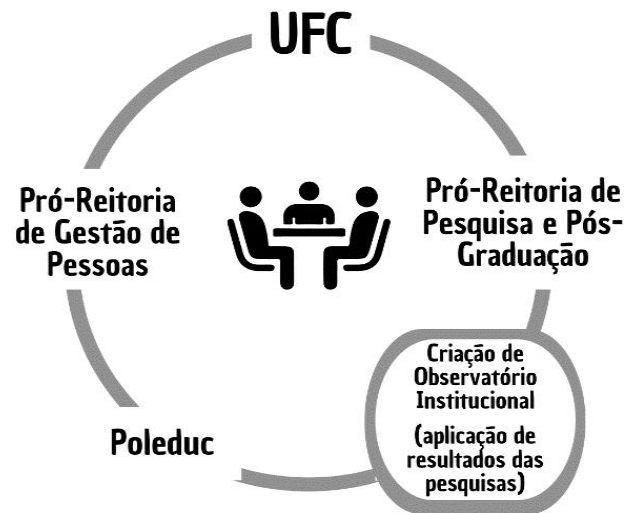 UFC
Pró-Reitoria
de Gestão de
Pessoas
Pró-Reitoria de
Pesquisa e Pós-
Graduação
Poleduc
Criação de
Observatório
Institucional
(aplicação de
resultados das
pesquisas)